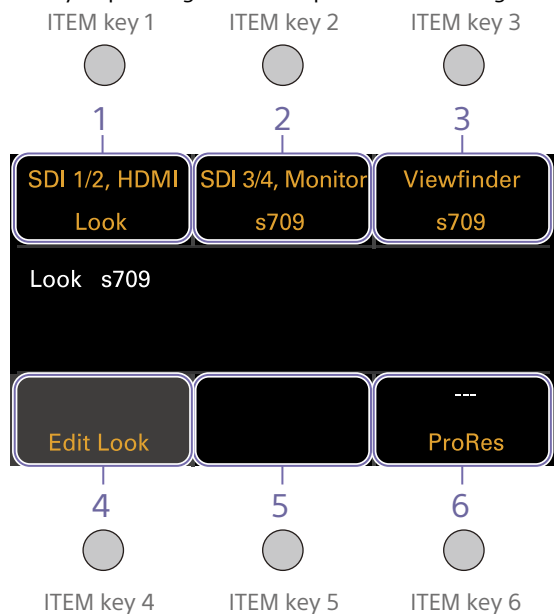 ITEM key 1 ITEM key 2 ITEM key 3
1 2 3
SDI 1/2, HDMI SDI 3/4, Monitor Viewfinder
Look s709 s709
Look s709
---
Edit Look ProRes
4 5 6
ITEM key 4 ITEM key 5 ITEM key 6